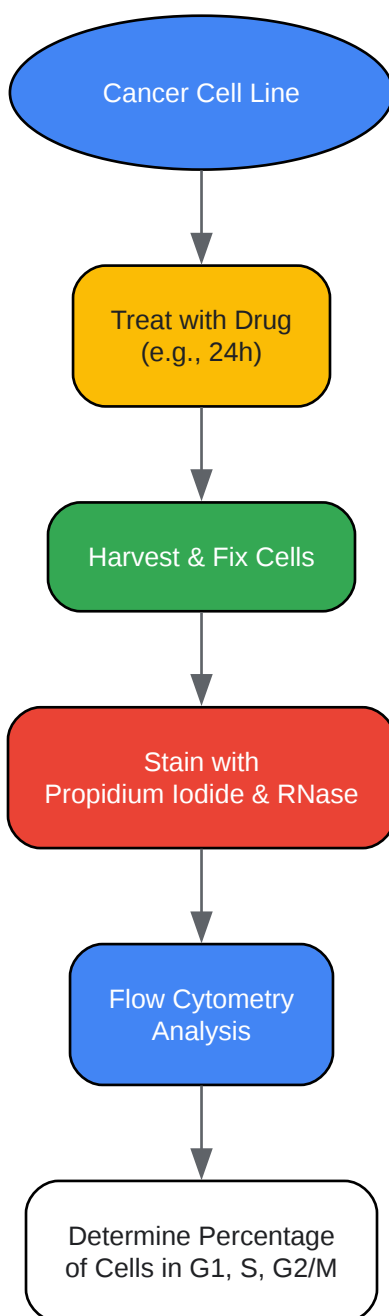 Cancer Cell Line
Treat with Drug
(e.g., 24h)
Harvest & Fix Cells
Stain with
Propidium Iodide & RNase
Flow Cytometry
Analysis
Determine Percentage
of Cells in G1, S, G2/M